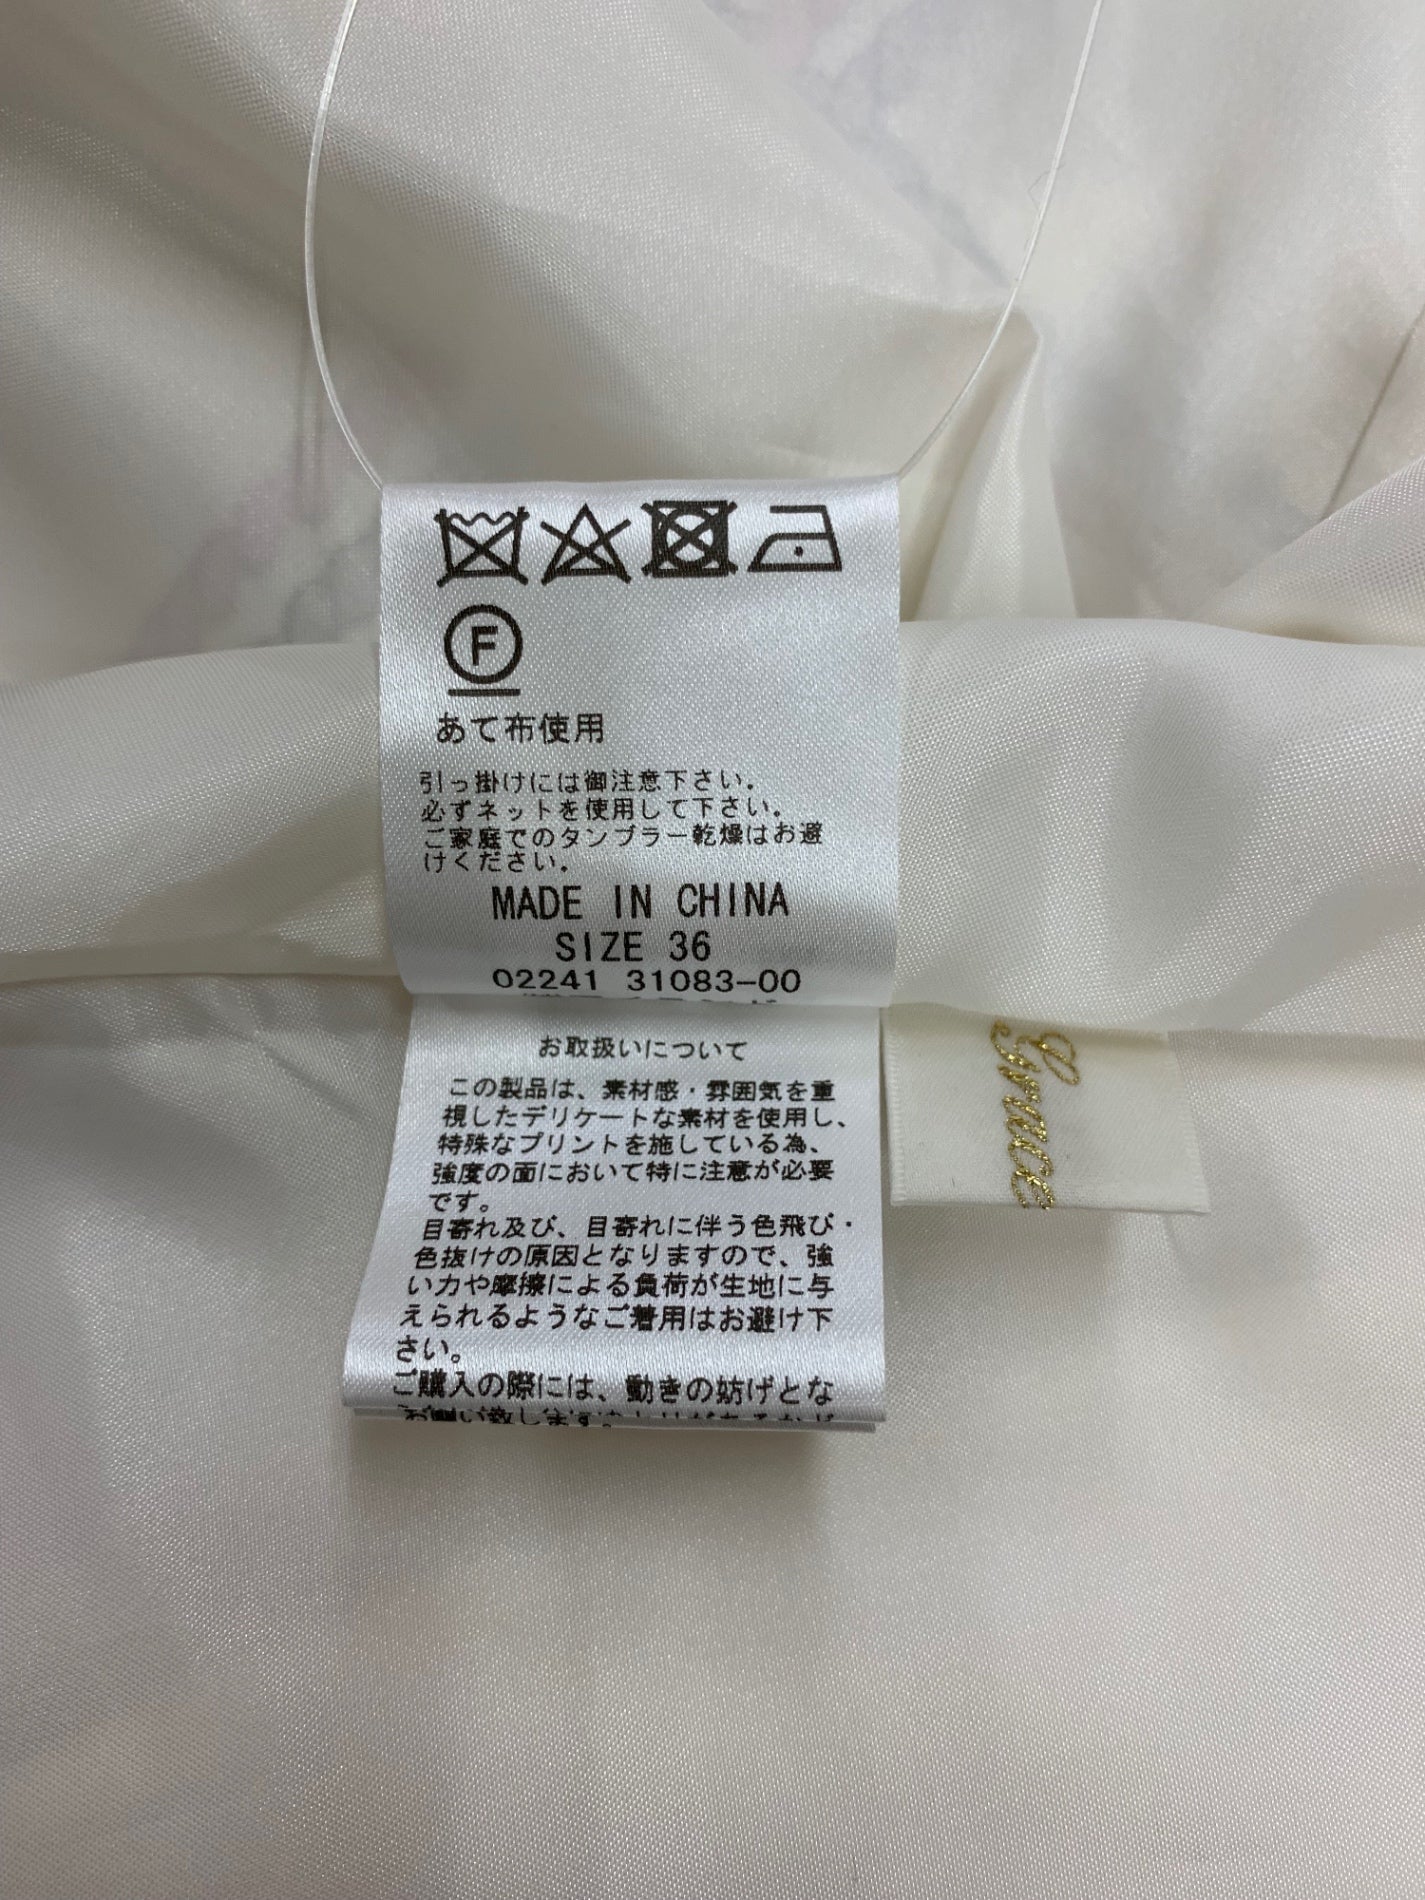 F
あて布使用
引っ掛けには御注意下さい。
必ずネットを使用して下さい。
ご家庭でのタンブラー乾燥はお避
けください。
MADE IN CHINA
SIZE 36
02241 31083-00
お取扱いについて
この製品は、素材感・雰囲気を重
視したデリケートな素材を使用し、
特殊なプリントを施している為、
強度の面において特に注意が必要
です。
目寄れ及び、目寄れに伴う色飛び・
色抜けの原因となりますので、強
い力や摩擦による負荷が生地に与
えられるようなご着用はお避け下
さい。
ご購入の際には、動きの妨げとな
Grace